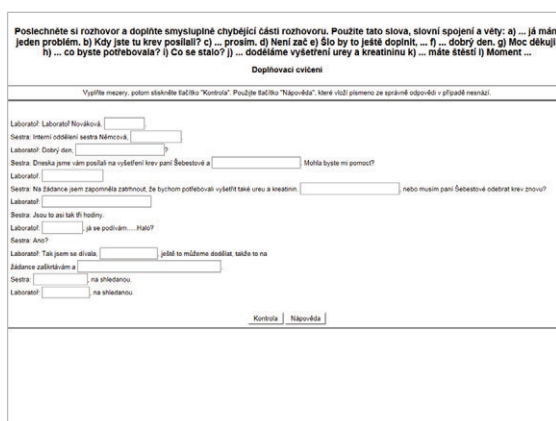 Poslechněte si rozhovor a doplňte smysluplné chybějící části rozhovoru. Použite tato slova, slovní spojení a věty: a) ... já mám
jeden problém. b) Kdy jste tu krev posílali? c) ... prosím. d) Není zač e) Šlo by to ještě doplnit, ... f) ... dobrý den. g) Moc děkuji
h) ... co byste potřebovala? i) Co se stalo? j) ... doděláme vyšetření urey a kreatininu k) ... máte štěstí l) Moment ...
Doplňovací cvičení
Vyplňte mezery, potom stiskněte tlačítko "Kontrola". Použijte tlačítko "Nápověda", které vloží písmeno ze správné odpovědi v případě nesnází.
Laboratoř: Laboratoř Nováková, .
Sestra: Interní oddělení sestra Němcová,
Laboratoř: Dobrý den, ?
Sestra: Dneska jsme vám posílali na vyšetření krev paní Šebestové a . Mohla byste mi pomoct?
Laboratoř:
Sestra: Na žádance jsem zapomněla zatrhnout, že bychom potřebovali vyšetřit také ureu a kreatinin. , nebo musím paní Šebestové odebrat krev znovu?
Laboratoř:
Sestra: Jsou to asi tak tři hodiny.
Laboratoř: , já se podívám.....Haló?
Sestra: Ano?
Laboratoř: Tak jsem se dívala, , ještě to můžeme dodělat, takže to na
žádance zaškrtávám a .
Sestra: , na shledanou.
Laboratoř: , na shledanou
Kontrola Nápověda